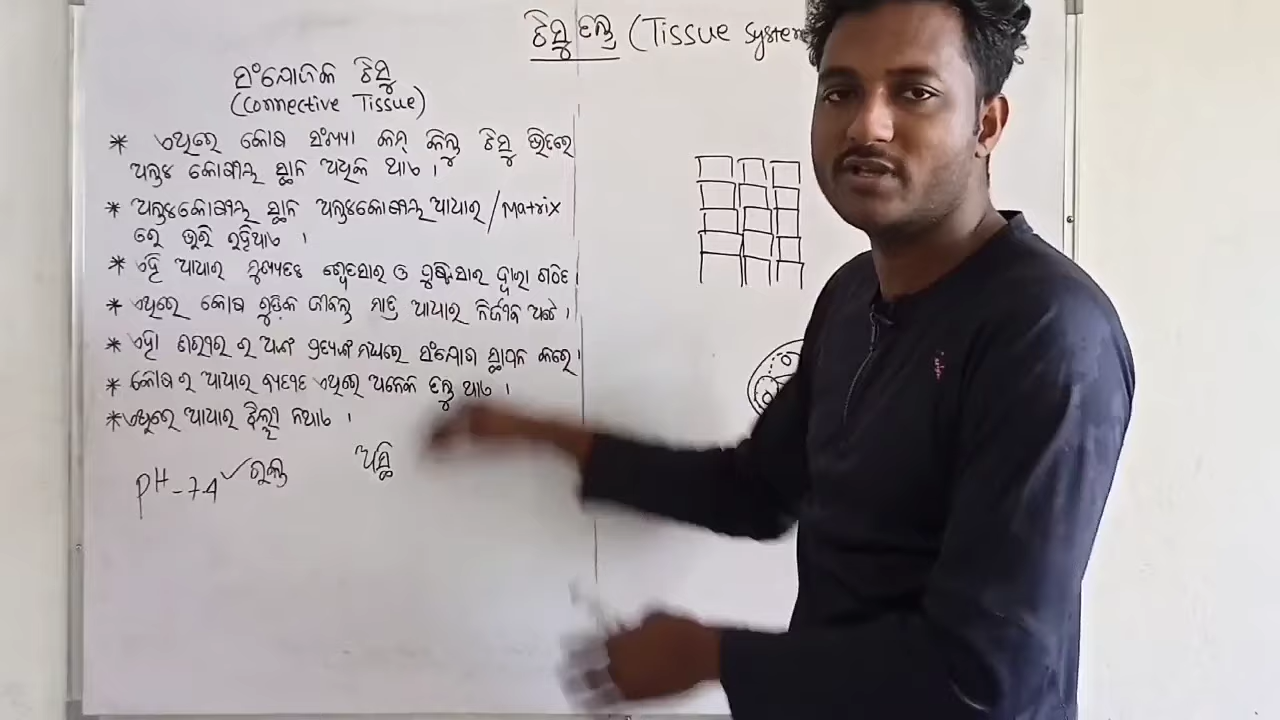 ଟିସୁ ତନ୍ତ୍ର (Tissue System
ସଂଯୋଜକ ଟିସୁ
(Connective Tissue)
* ଏଥିରେ କୋଷ ସଂଖ୍ୟା କମ୍ କିନ୍ତୁ ଟିସୁ ଭିତରେ
ଅନ୍ତଃ କୋଷୀୟ ସ୍ଥାନ ଅଧିକ ଥାଏ ।
* ଅନ୍ତଃକୋଷୀୟ ସ୍ଥାନ ଅନ୍ତଃକୋଷୀୟ ଆଧାର / Matrix
ରେ ଭରି ରହିଥାଏ ।
* ଏହି ଆଧାର ମୁଖ୍ୟତଃ ଶ୍ୱେତସାର ଓ ପୁଷ୍ଟିସାର ଦ୍ୱାରା ଗଠିତ ।
* ଏଥିରେ କୋଷ ଗୁଡ଼ିକ ଜୀବନ୍ତ ମାତ୍ର ଆଧାର ନିର୍ଜୀବ ଅଟେ ।
* ଏହା ଶରୀର ର ଅଙ୍ଗ ପ୍ରତ୍ୟଙ୍ଗ ମଧ୍ୟରେ ସଂଯୋଗ ସ୍ଥାପନ କରେ ।
* କୋଷ ର ଆଧାର ବ୍ୟତୀତ ଏଥିରେ ଅନେକ ତନ୍ତୁ ଥାଏ ।
* ଏଥିରେ ଆଧାର ଝିଲ୍ଲୀ ନଥାଏ ।
PH - 7.4 ✓ ରକ୍ତ ଅସ୍ଥି